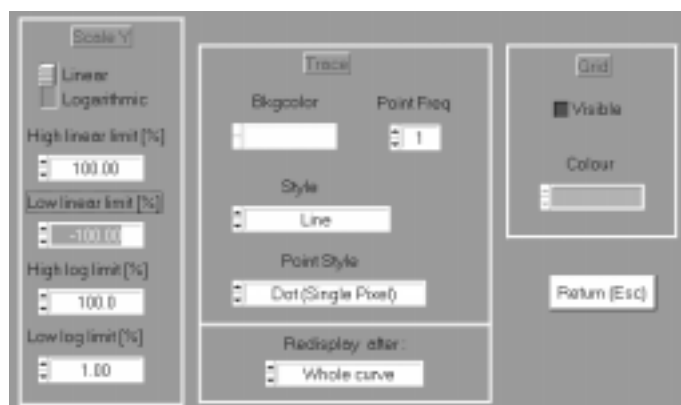 Scale Y
Linear
Logarithmic
High linear limit [%]
100.00
Low linear limit [%]
-100.00
High log limit [%]
100.0
Low log limit [%]
1.00
Trace
Bkgcolor
Point Freq
1
Style
Line
Point Style
Dot (Single Pixel)
Redisplay after:
Whole curve
Grid
Visible
Colour
Return (Esc)